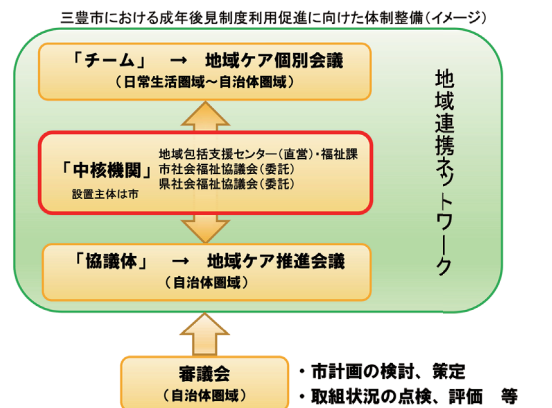 三豊市における成年後見制度利用促進に向けた体制整備(イメージ)
「チーム」 → 地域ケア個別会議
(日常生活圏域~自治体圏域)
「中核機関」
設置主体は市
地域包括支援センター(直営)・福祉課
市社会福祉協議会(委託)
県社会福祉協議会(委託)
「協議体」 → 地域ケア推進会議
(自治体圏域)
地域連携ネットワーク
審議会
(自治体圏域)
・市計画の検討、策定
・取組状況の点検、評価 等